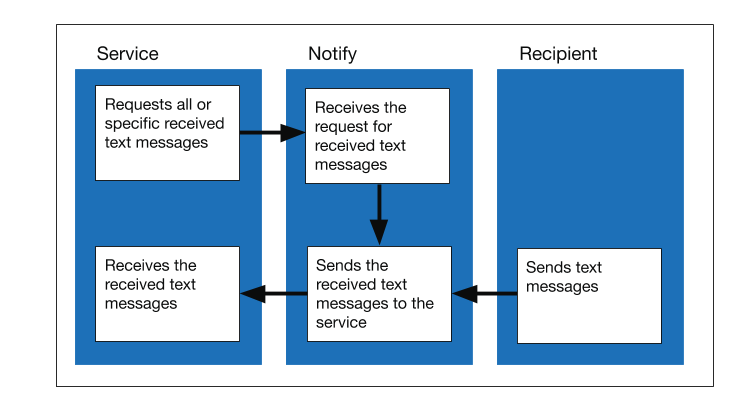 Service
Notify
Recipient
Requests all or
specific received
text messages
Receives the
request for
received text
messages
Receives the
received text
messages
Sends the
received text
messages to the
service
Sends text
messages